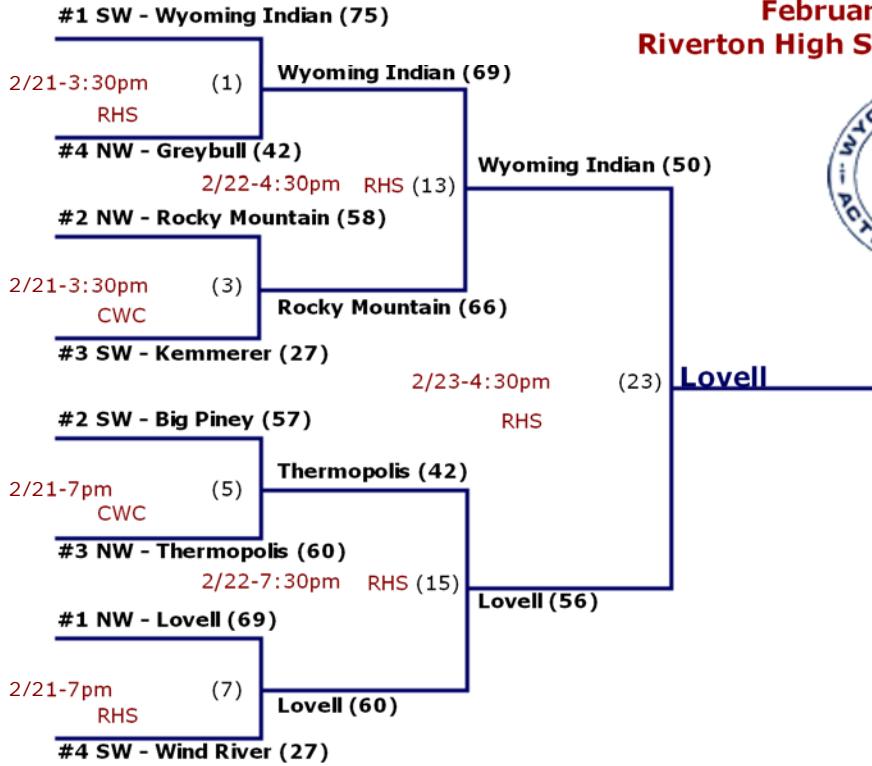 Februar
Riverton High S
#1 SW - Wyoming Indian (75)
2/21-3:30pm (1)
RHS
Wyoming Indian (69)
#4 NW - Greybull (42)
2/22-4:30pm RHS (13)
Wyoming Indian (50)
#2 NW - Rocky Mountain (58)
2/21-3:30pm (3)
CWC
Rocky Mountain (66)
#3 SW - Kemmerer (27)
2/23-4:30pm (23)
RHS
Lovell
#2 SW - Big Piney (57)
2/21-7pm (5)
CWC
Thermopolis (42)
#3 NW - Thermopolis (60)
2/22-7:30pm RHS (15)
Lovell (56)
#1 NW - Lovell (69)
2/21-7pm (7)
RHS
Lovell (60)
#4 SW - Wind River (27)
WYO
ACT